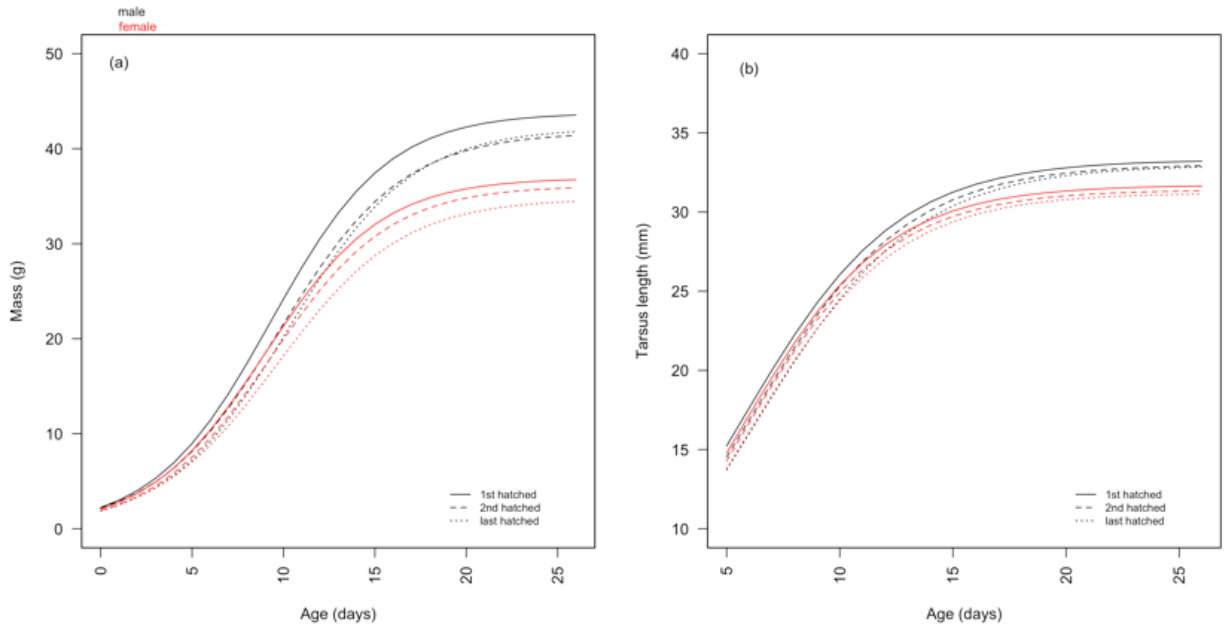 male
female
(a)
50
40
30
20
10
0
Mass (g)
1st hatched
2nd hatched
last hatched
0 5 10 15 20 25
Age (days)
(b)
40
35
30
25
20
15
10
Tarsus length (mm)
1st hatched
2nd hatched
last hatched
5 10 15 20 25
Age (days)